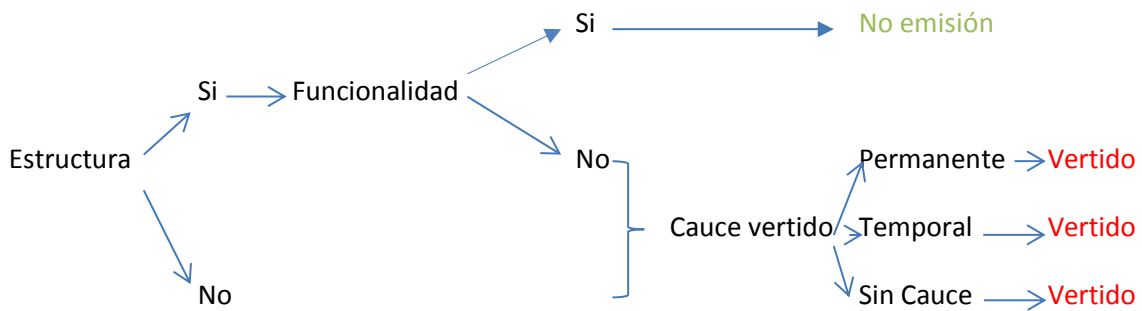 Si No emisión
Si Funcionalidad
Estructura No Permanente Vertido
Cauce vertido Temporal Vertido
No Sin Cauce Vertido